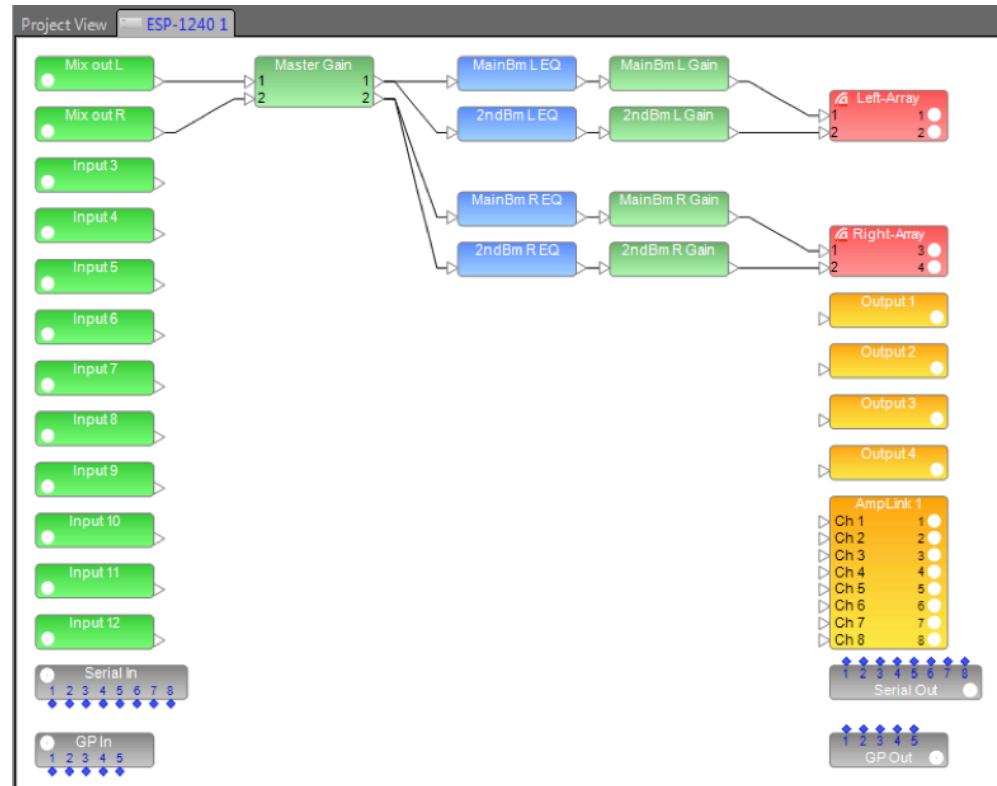 Project View ESP-1240 1
Mix out L
Mix out R
Input 3
Input 4
Input 5
Input 6
Input 7
Input 8
Input 9
Input 10
Input 11
Input 12
Serial In
1 2 3 4 5 6 7 8
GP In
1 2 3 4 5
Master Gain
1 1
2 2
MainBm L EQ
2ndBm L EQ
MainBm R EQ
2ndBm R EQ
MainBm L Gain
2ndBm L Gain
MainBm R Gain
2ndBm R Gain
Left-Array
1 1
2 2
Right-Array
1 3
2 4
Output 1
Output 2
Output 3
Output 4
AmpLink 1
Ch 1 1
Ch 2 2
Ch 3 3
Ch 4 4
Ch 5 5
Ch 6 6
Ch 7 7
Ch 8 8
1 2 3 4 5 6 7 8
Serial Out
1 2 3 4 5
GP Out